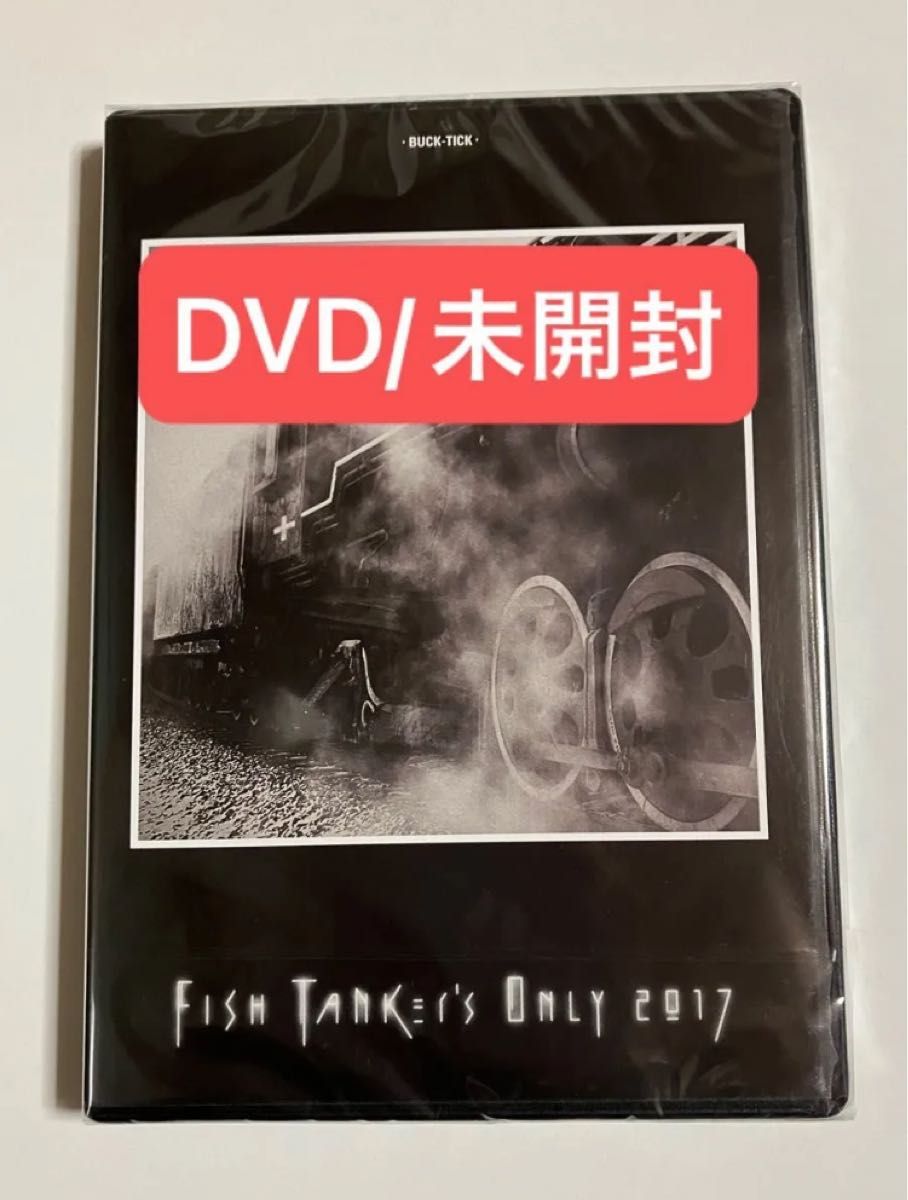 ・BUCK-TICK・
DVD/未開封
FISH TANKER'S ONLY 2017